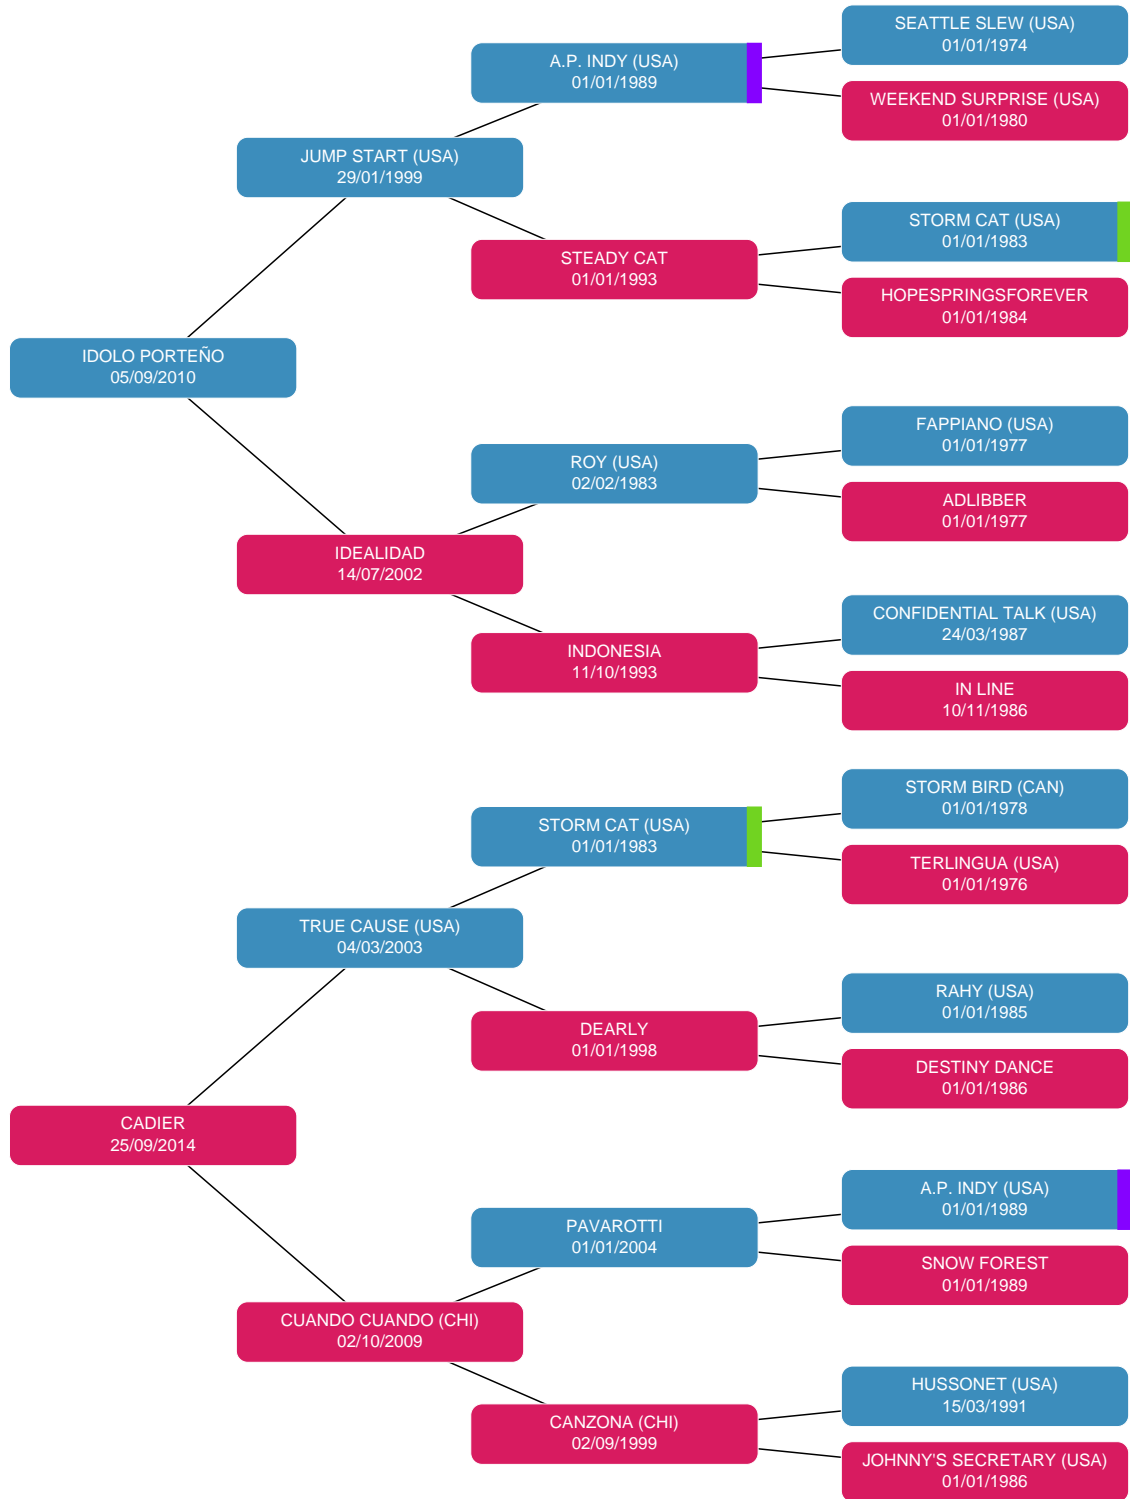 SEATTLE SLEW (USA)
01/01/1974
A.P. INDY (USA)
01/01/1989
WEEKEND SURPRISE (USA)
01/01/1980
JUMP START (USA)
29/01/1999
STORM CAT (USA)
01/01/1983
STEADY CAT
01/01/1993
HOPESPRINGSFOREVER
01/01/1984
IDOLO PORTEÑO
05/09/2010
FAPPIANO (USA)
01/01/1977
ROY (USA)
02/02/1983
ADLIBBER
01/01/1977
IDEALIDAD
14/07/2002
CONFIDENTIAL TALK (USA)
24/03/1987
INDONESIA
11/10/1993
IN LINE
10/11/1986
STORM BIRD (CAN)
01/01/1978
STORM CAT (USA)
01/01/1983
TERLINGUA (USA)
01/01/1976
TRUE CAUSE (USA)
04/03/2003
RAHY (USA)
01/01/1985
DEARLY
01/01/1998
DESTINY DANCE
01/01/1986
CADIER
25/09/2014
A.P. INDY (USA)
01/01/1989
PAVAROTTI
01/01/2004
SNOW FOREST
01/01/1989
CUANDO CUANDO (CHI)
02/10/2009
HUSSONET (USA)
15/03/1991
CANZONA (CHI)
02/09/1999
JOHNNY'S SECRETARY (USA)
01/01/1986